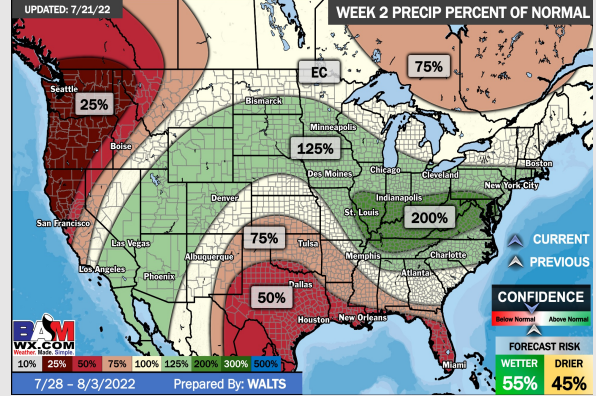 UPDATED: 7/21/22
WEEK 2 PRECIP PERCENT OF NORMAL
EC
75%
Seattle
25%
Bismarck
Minneapolis
Boise
125%
Boston
Des Moines
Chicago
Cleveland
New York City
Denver
Indianapolis
St. Louis
200%
San Francisco
75%
Las Vegas
Tulsa
CURRENT
Albuquerque
Memphis
Charlotte
PREVIOUS
Los Angeles
Phoenix
Atlanta
Dallas
50%
CONFIDENCE
Houston
New Orleans
Below Normal
Above Normal
BAM
WX.COM
Weather. Made. Simple.
FORECAST RISK
Miami
10% 25% 50% 75% 100% 125% 200% 300% 500%
WETTER
DRIER
7/28 – 8/3/2022
Prepared By: WALTS
55%
45%